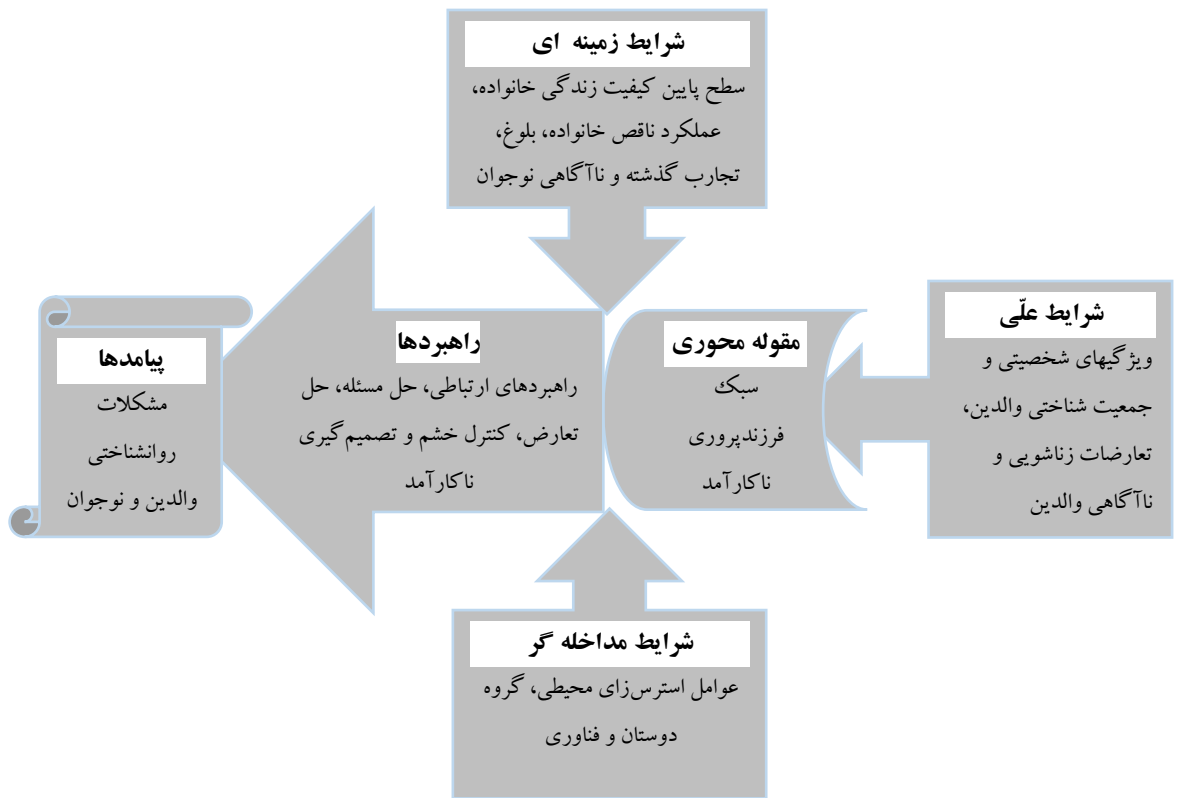 شرایط زمینه ای
سطح پایین کیفیت زندگی خانواده،
عملکرد ناقص خانواده، بلوغ،
تجارب گذشته و ناآگاهی نوجوان
شرایط علّی
ویژگیهای شخصیتی و
جمعیت شناختی والدین،
تعارضات زناشویی و
ناآگاهی والدین
مقوله محوری
سبک
فرزندپروری
ناکارآمد
راهبردها
راهبردهای ارتباطی، حل مسئله، حل
تعارض، کنترل خشم و تصمیم‌گیری
ناکارآمد
پیامدها
مشکلات
روانشناختی
والدین و نوجوان
شرایط مداخله گر
عوامل استرس‌زای محیطی، گروه
دوستان و فناوری